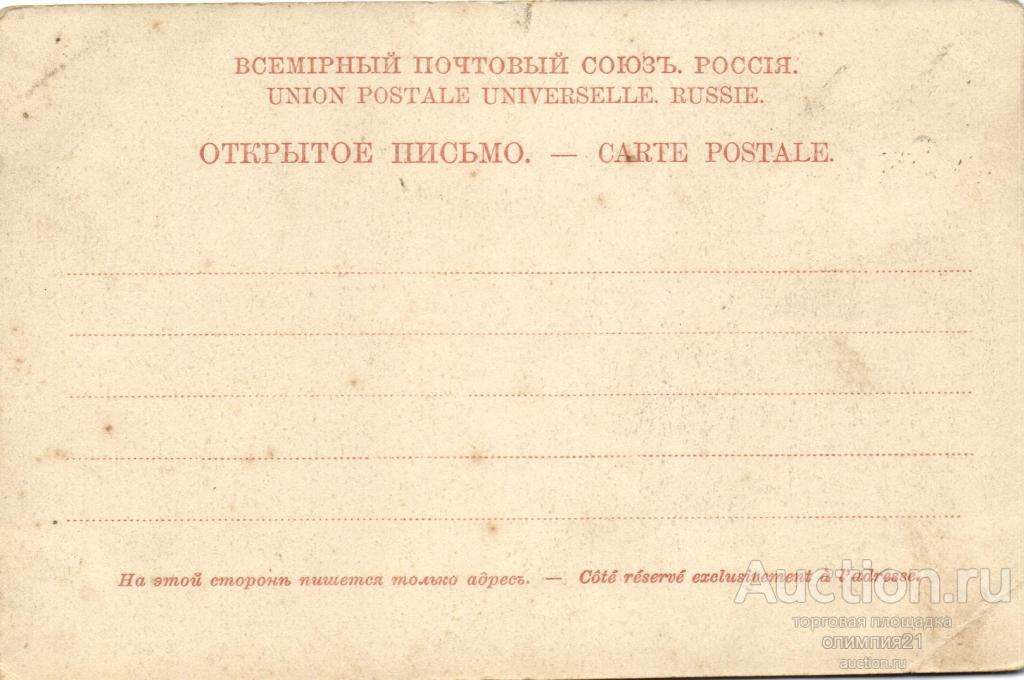 ВСЕМІРНЫЙ ПОЧТОВЫЙ СОЮЗЪ. РОССІЯ.
UNION POSTALE UNIVERSELLE. RUSSIE.
ОТКРЫТОЕ ПИСЬМО. — CARTE POSTALE.
На этой сторонѣ пишется только адресъ. — Côté réservé exclusivement à l'adresse.
Auction.ru
торговая площадка
олимпия21
auction.ru